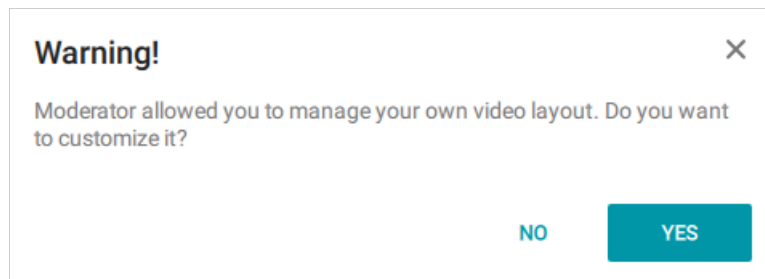 Warning!
Moderator allowed you to manage your own video layout. Do you want
to customize it?
NO
YES